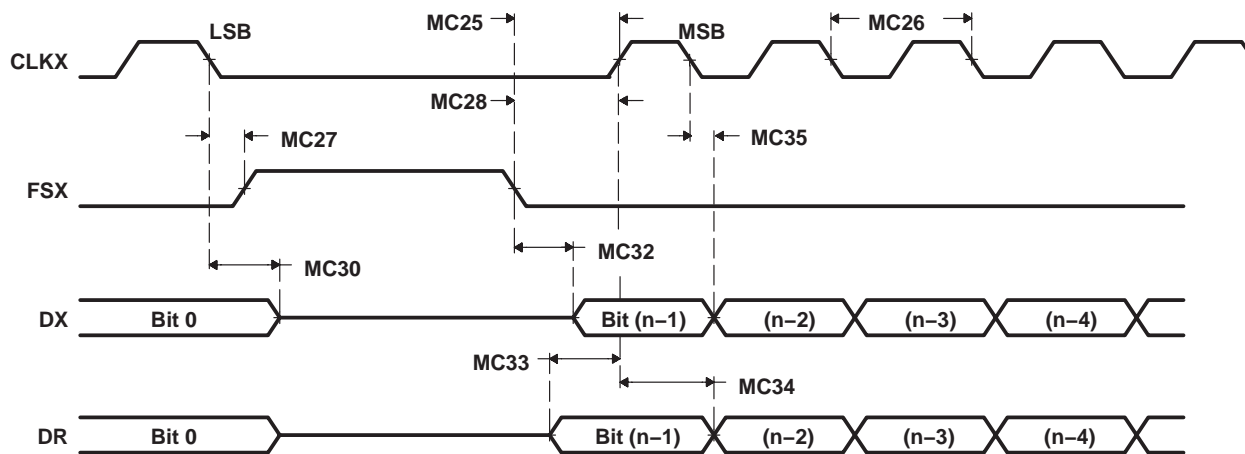 LSB
MC25
MSB
MC26
CLKX
MC28
MC27
MC35
FSX
MC30
MC32
DX
Bit 0
Bit (n−1)
(n−2)
(n−3)
(n−4)
MC33
MC34
DR
Bit 0
Bit (n−1)
(n−2)
(n−3)
(n−4)